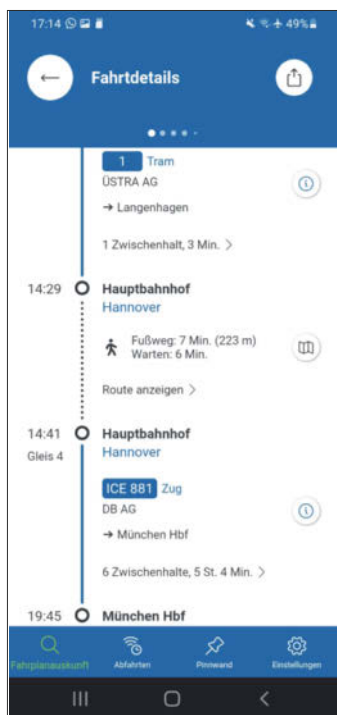 17:14 49%
Fahrtdetails
1 Tram
ÜSTRA AG
→ Langenhagen
1 Zwischenhalt, 3 Min. >
14:29 Hauptbahnhof
Hannover
Fußweg: 7 Min. (223 m)
Warten: 6 Min.
Route anzeigen >
14:41 Hauptbahnhof
Gleis 4 Hannover
ICE 881 Zug
DB AG
→ München Hbf
6 Zwischenhalte, 5 St. 4 Min. >
19:45 München Hbf
Fahrplanauskunft Abfahrten Pinnwand Einstellungen